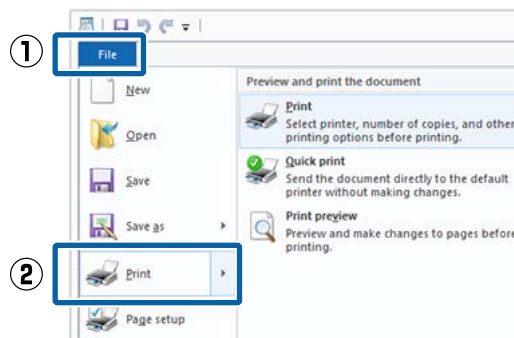 ①
File
New
Open
Save
Save as
②
Print
Page setup
Preview and print the document
Print
Select printer, number of copies, and other
printing options before printing.
Quick print
Send the document directly to the default
printer without making changes.
Print preview
Preview and make changes to pages before
printing.